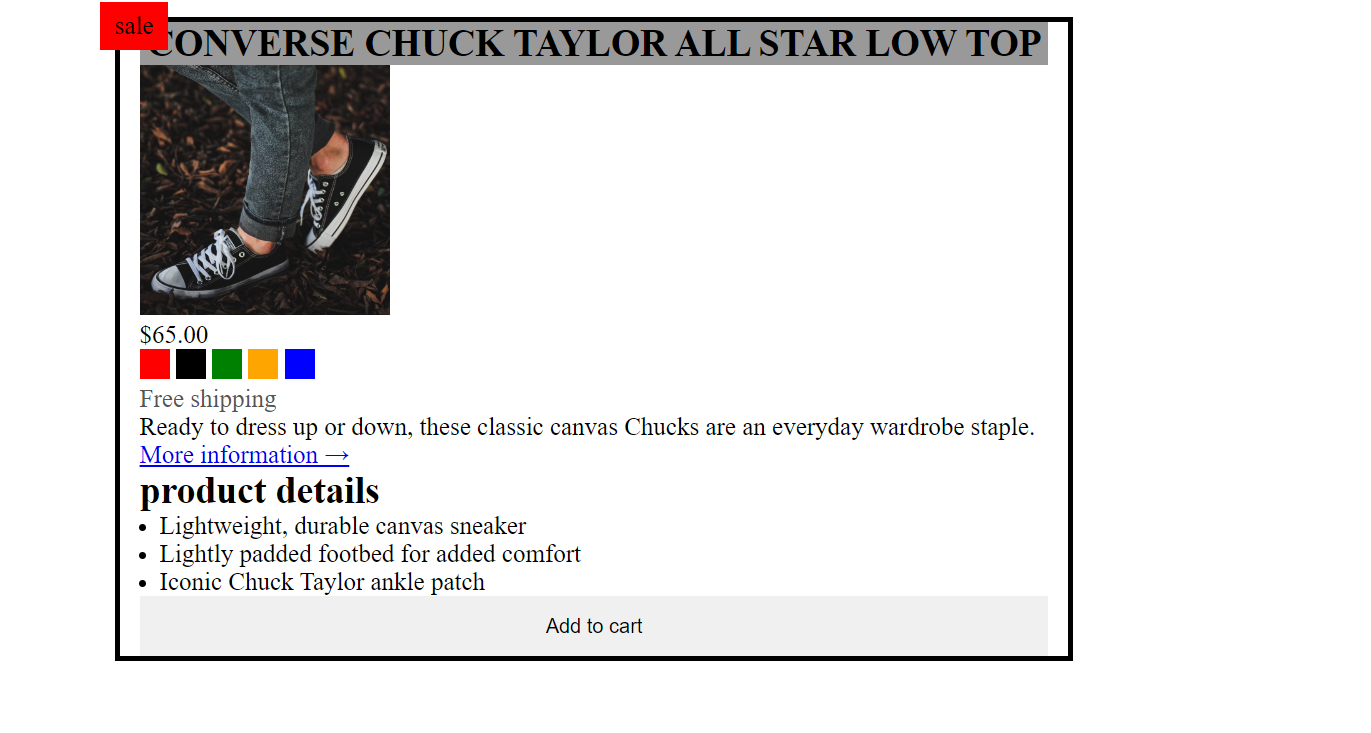 sale
CONVERSE CHUCK TAYLOR ALL STAR LOW TOP
$65.00
Free shipping
Ready to dress up or down, these classic canvas Chucks are an everyday wardrobe staple.
More information →
product details
• Lightweight, durable canvas sneaker
• Lightly padded footbed for added comfort
• Iconic Chuck Taylor ankle patch
Add to cart